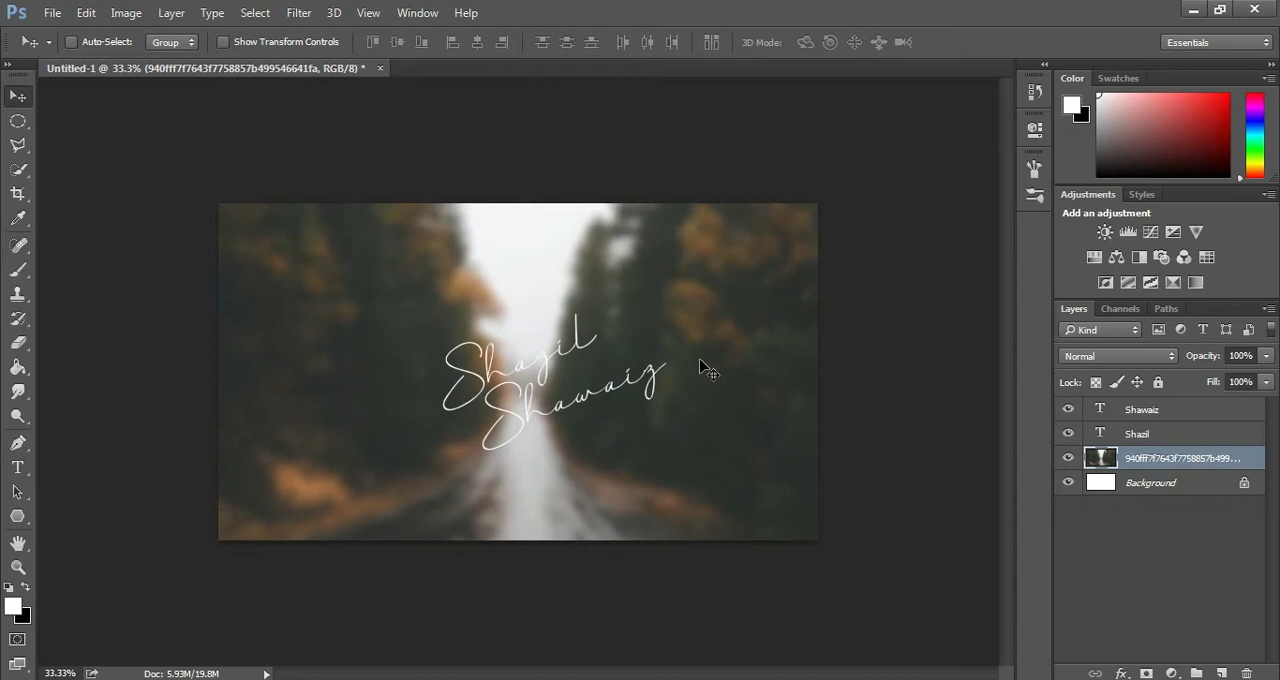 Ps File Edit Image Layer Type Select Filter 3D View Window Help
Auto-Select: Group Show Transform Controls 3D Mode: Essentials
Untitled-1 @ 33.3% (940fff7f7643f7758857b499546641fa, RGB/8) *
Color Swatches
Adjustments Styles
Add an adjustment
Layers Channels Paths
Kind
Normal Opacity: 100%
Lock: Fill: 100%
Shawaiz
Shazil
940fff7f7643f7758857b499...
Background
Shazil
Shawaiz
33.33% Doc: 5.93M/19.8M